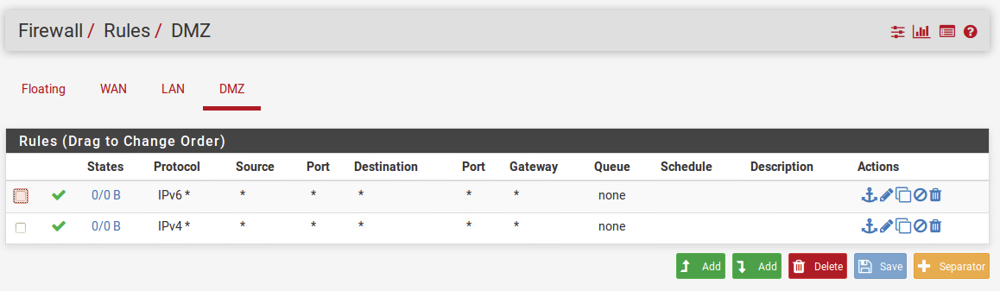 Firewall / Rules / DMZ
Floating WAN LAN DMZ
Rules (Drag to Change Order)
States Protocol Source Port Destination Port Gateway Queue Schedule Description Actions
0/0 B IPv6 * * * * * * none
0/0 B IPv4 * * * * * * none
Add Add Delete Save Separator